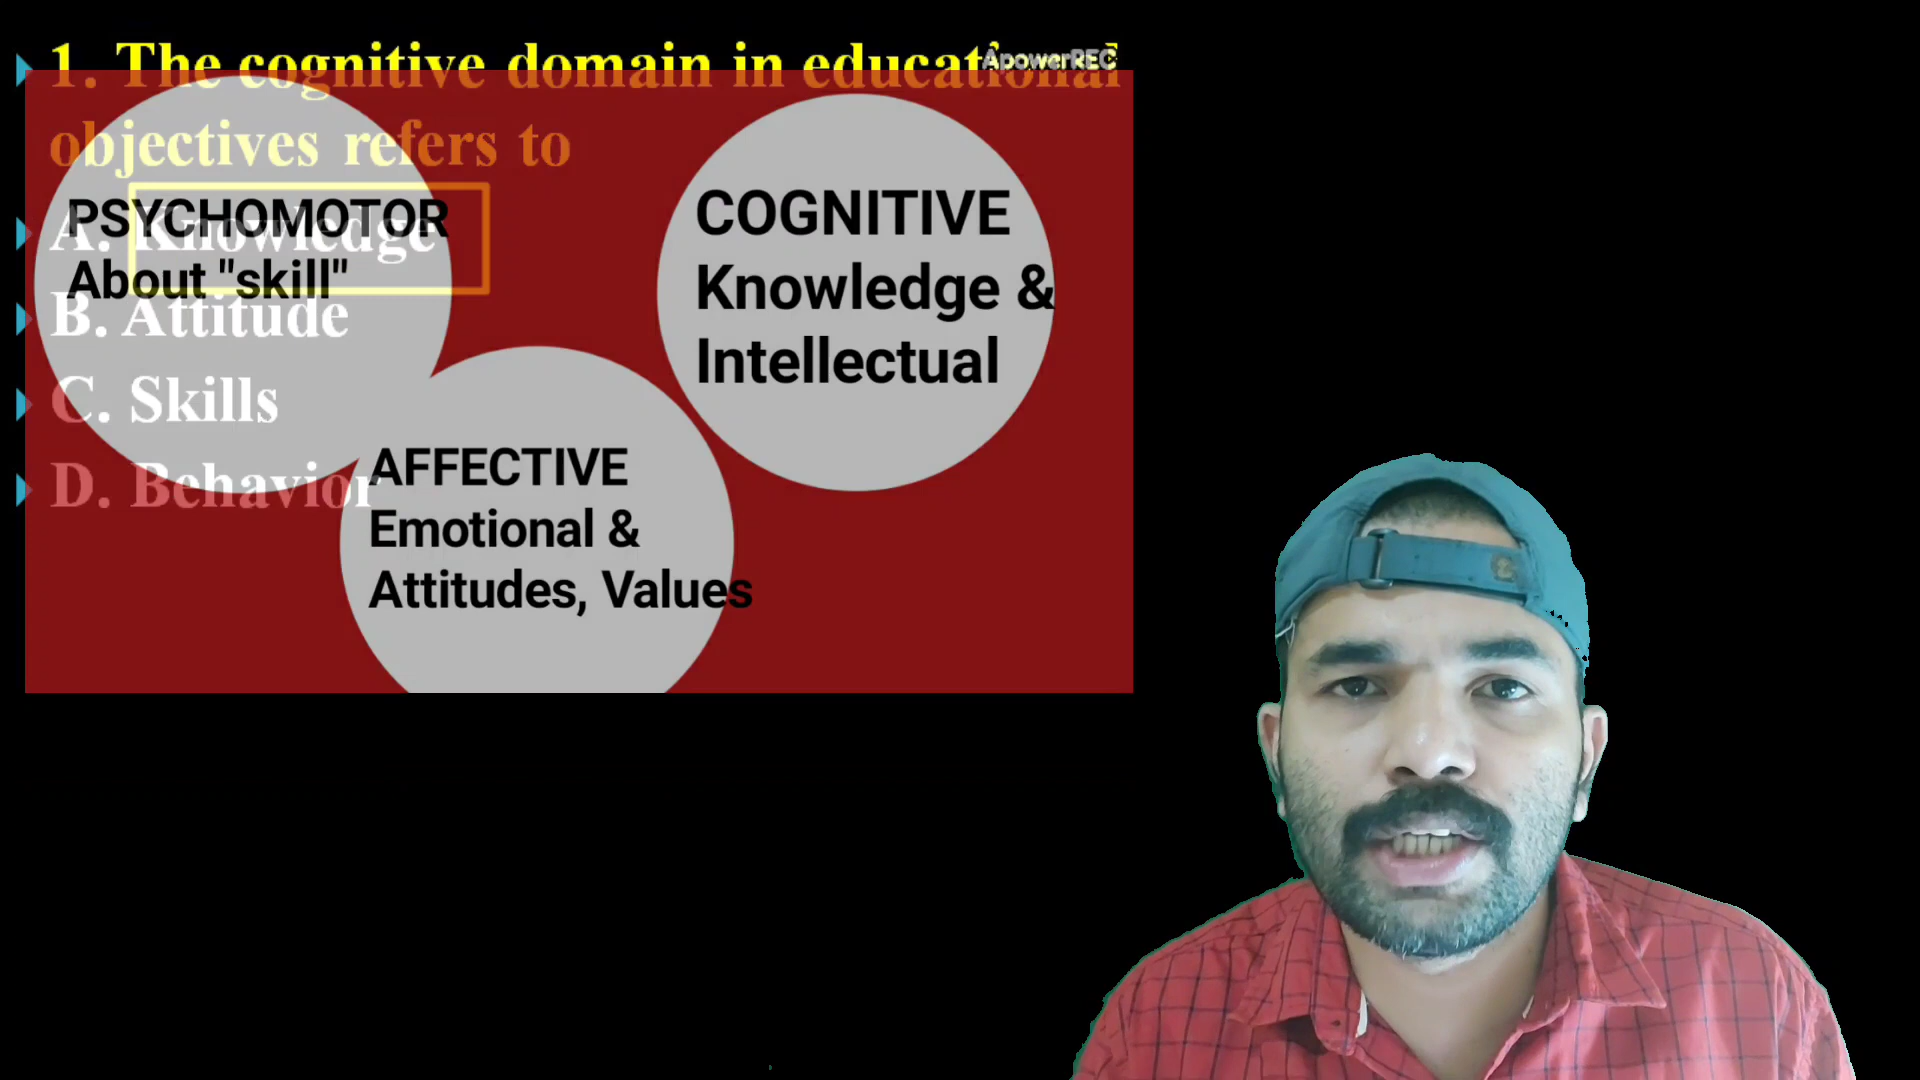 1. The cognitive domain in educational
ApowerREC
objectives refers to
A. Knowledge
B. Attitude
C. Skills
D. Behavior
PSYCHOMOTOR
About "skill"
COGNITIVE
Knowledge &
Intellectual
AFFECTIVE
Emotional &
Attitudes, Values